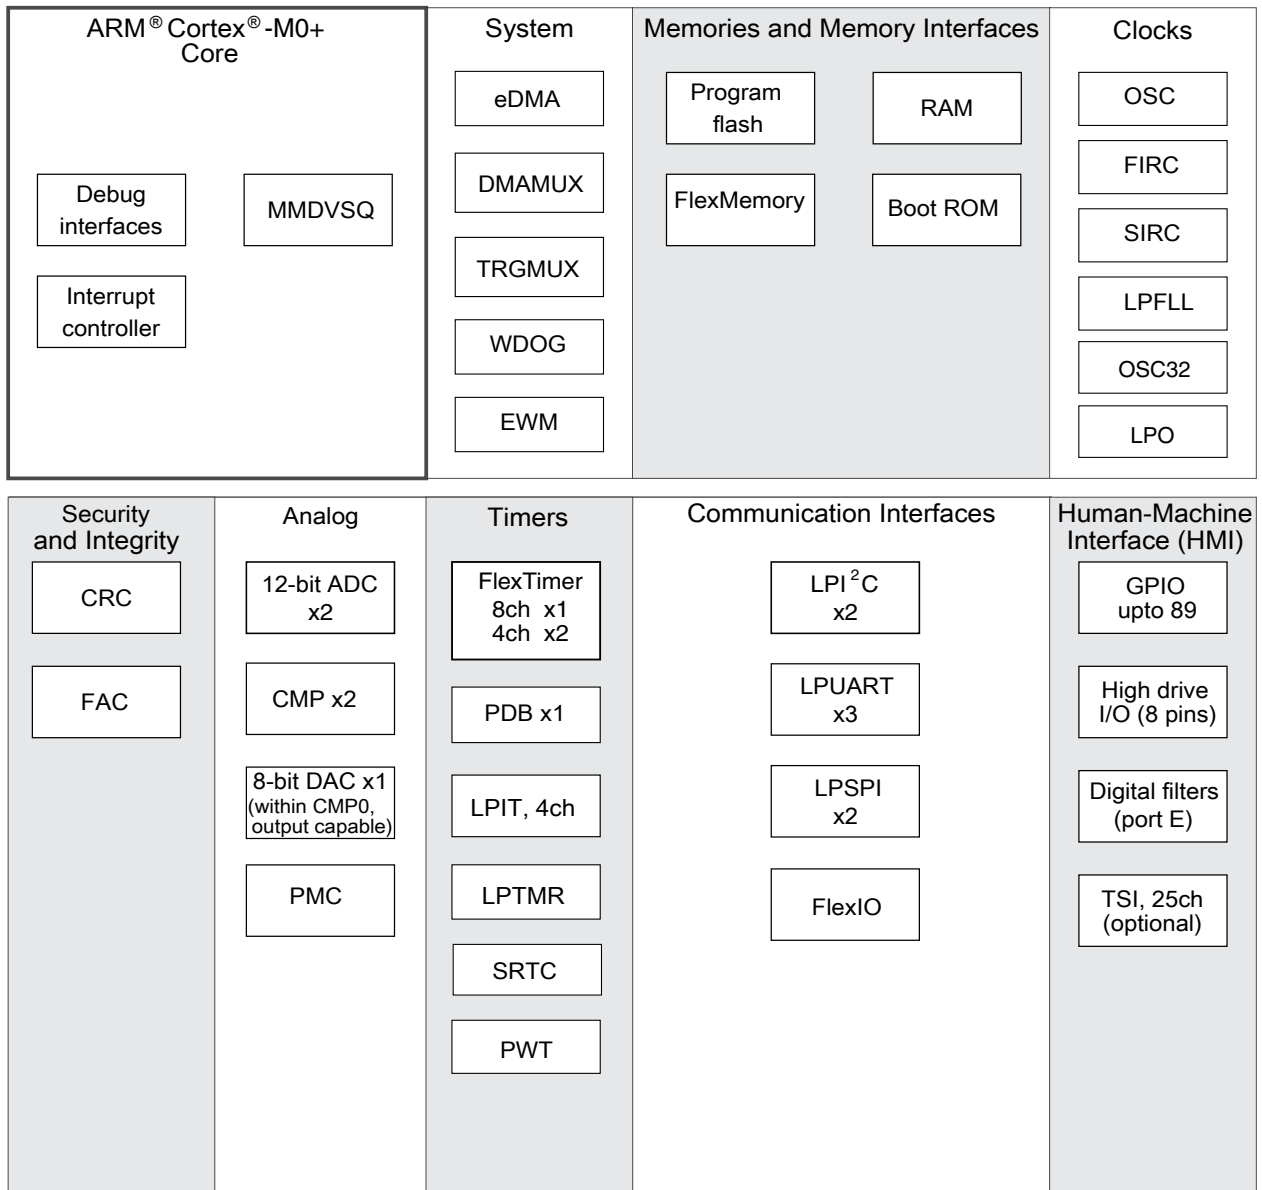 ARM® Cortex®-M0+
Core
Debug
interfaces
MMDVSQ
Interrupt
controller
System
eDMA
DMAMUX
TRGMUX
WDOG
EWM
Memories and Memory Interfaces
Program
flash
RAM
FlexMemory
Boot ROM
Clocks
OSC
FIRC
SIRC
LPFLL
OSC32
LPO
Security
and Integrity
CRC
FAC
Analog
12-bit ADC
x2
CMP x2
8-bit DAC x1
(within CMP0,
output capable)
PMC
Timers
FlexTimer
8ch x1
4ch x2
PDB x1
LPIT, 4ch
LPTMR
SRTC
PWT
Communication Interfaces
LPI²C
x2
LPUART
x3
LPSPI
x2
FlexIO
Human-Machine
Interface (HMI)
GPIO
upto 89
High drive
I/O (8 pins)
Digital filters
(port E)
TSI, 25ch
(optional)